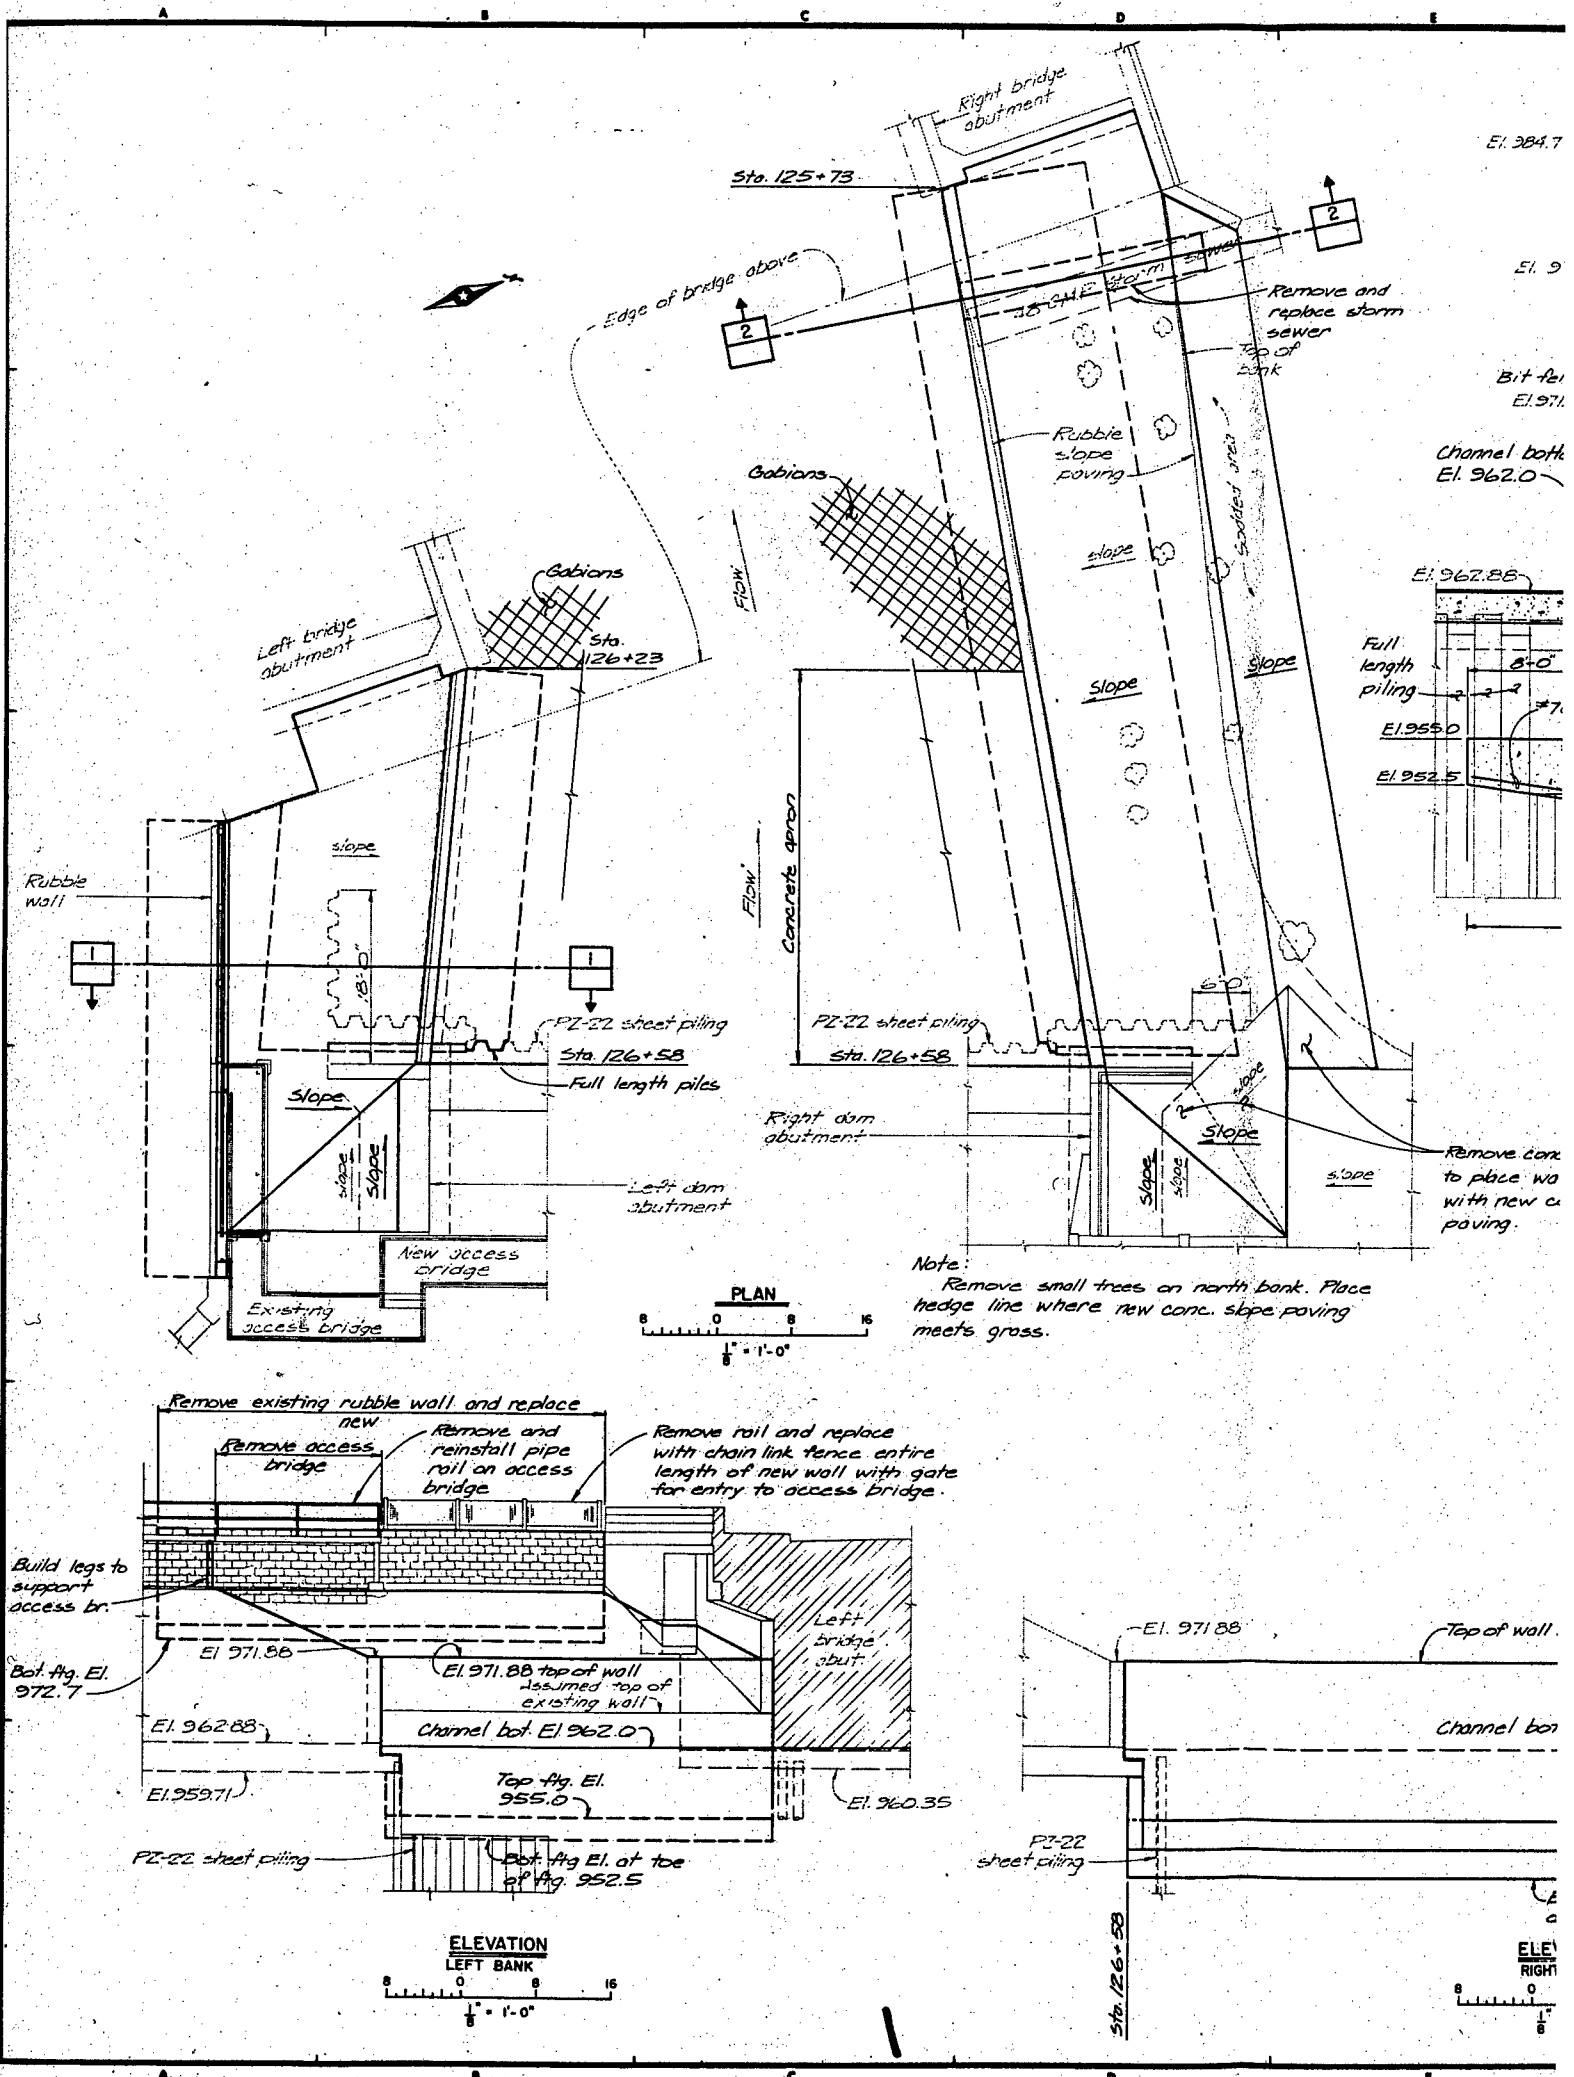 A
B
C
D
E
Right bridge
abutment
El. 984.7
Sta. 125+73
2
2
Edge of bridge above
El. 9
Storm sewer
Remove and
replace storm
sewer
Top of
bank
Bit fel
El. 971.
Rubble
slope
paving
Sodded area
Channel bott
El. 962.0
Gabions
Flow
slope
Gabions
Sta.
126+23
Left bridge
abutment
El. 962.88
Full
length
piling
8'-0"
Slope
Slope
El. 955.0
El. 952.5
Concrete apron
Flow
slope
Rubble
wall
1
1
18'-0"
6'-0"
PZ-22 sheet piling
Sta. 126+58
Full length piles
PZ-22 sheet piling
Sta. 126+58
Slope
slope
Slope
Right dam
abutment
slope
Slope
Slope
slope
slope
Left dam
abutment
Remove conc
to place wa
with new c
paving.
New access
bridge
Existing
access bridge
PLAN
8 0 8 16
1/8" = 1'-0"
Note:
Remove small trees on north bank. Place
hedge line where new conc. slope paving
meets grass.
Remove existing rubble wall and replace
new
Remove access
bridge
Remove and
reinstall pipe
rail on access
bridge
Remove rail and replace
with chain link fence entire
length of new wall with gate
for entry to access bridge.
Build legs to
support
access br.
Left
bridge
abut.
El. 971.88
El. 971.88 top of wall
Assumed top of
existing wall
Bot. ftg. El.
972.7
El. 962.88
Channel bot. El. 962.0
El. 959.71
Top ftg. El.
955.0
El. 960.35
PZ-22 sheet piling
Bot. ftg El. at toe
of ftg. 952.5
ELEVATION
LEFT BANK
8 0 8 16
1/8" = 1'-0"
El. 971.88
Top of wall.
Channel bot
PZ-22
sheet piling
Sta. 126+58
ELEV
RIGHT
8 0